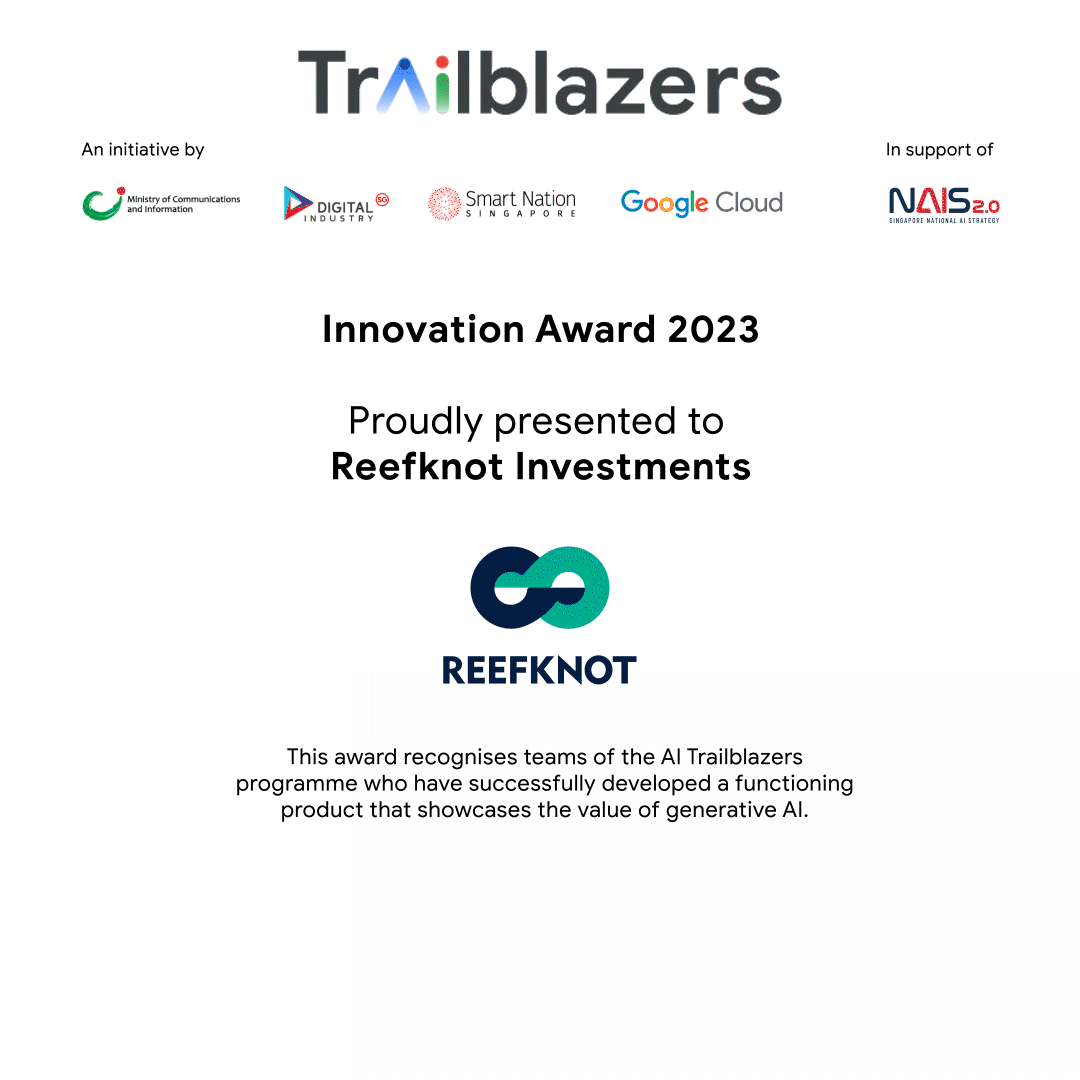 Trailblazers
An initiative by
In support of
Ministry of Communications
and Information
DIGITAL SG
INDUSTRY
Smart Nation
SINGAPORE
Google Cloud
NAIS 2.0
SINGAPORE NATIONAL AI STRATEGY
Innovation Award 2023
Proudly presented to
Reefknot Investments
REEFKNOT
This award recognises teams of the AI Trailblazers
programme who have successfully developed a functioning
product that showcases the value of generative AI.